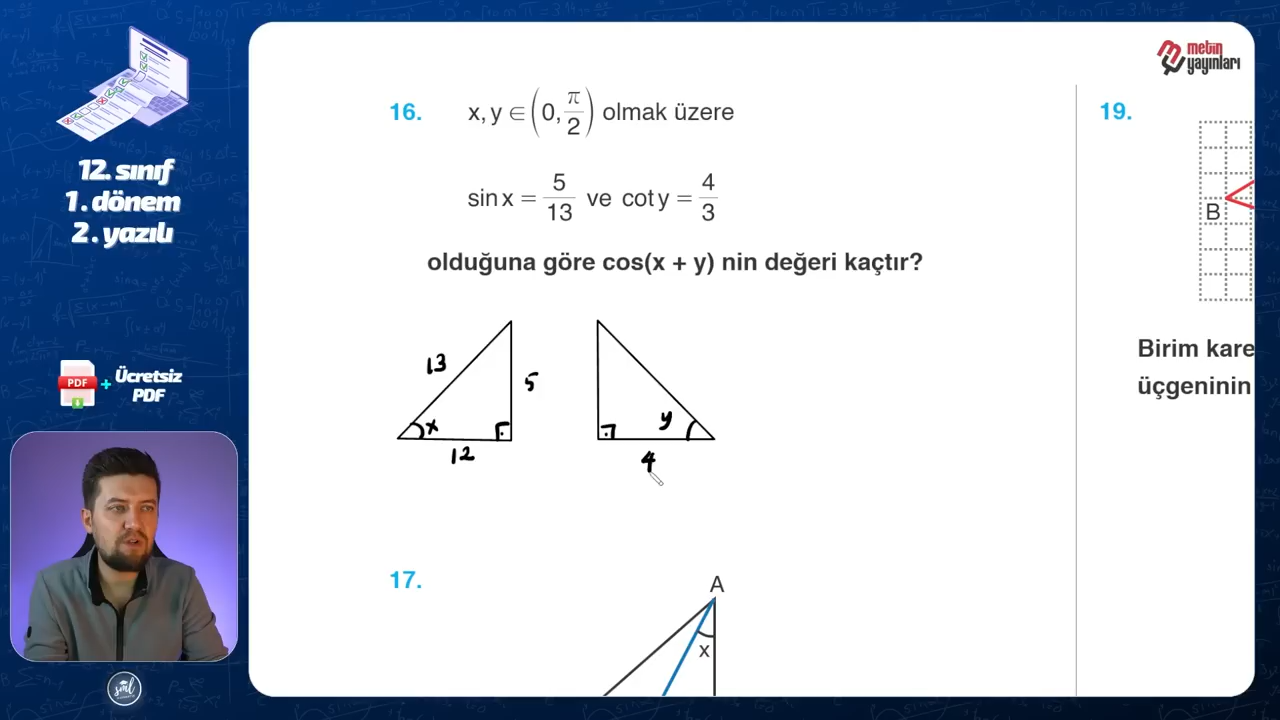 12. sınıf
1. dönem
2. yazılı
PDF
+ Ücretsiz
PDF
sml
metin
yayınları
16. x, y ∈ (0, π/2) olmak üzere
sin x = 5/13 ve cot y = 4/3
olduğuna göre cos(x + y) nin değeri kaçtır?
13
5
x
12
y
4
17.
A
x
19.
B
Birim kare
üçgeninin